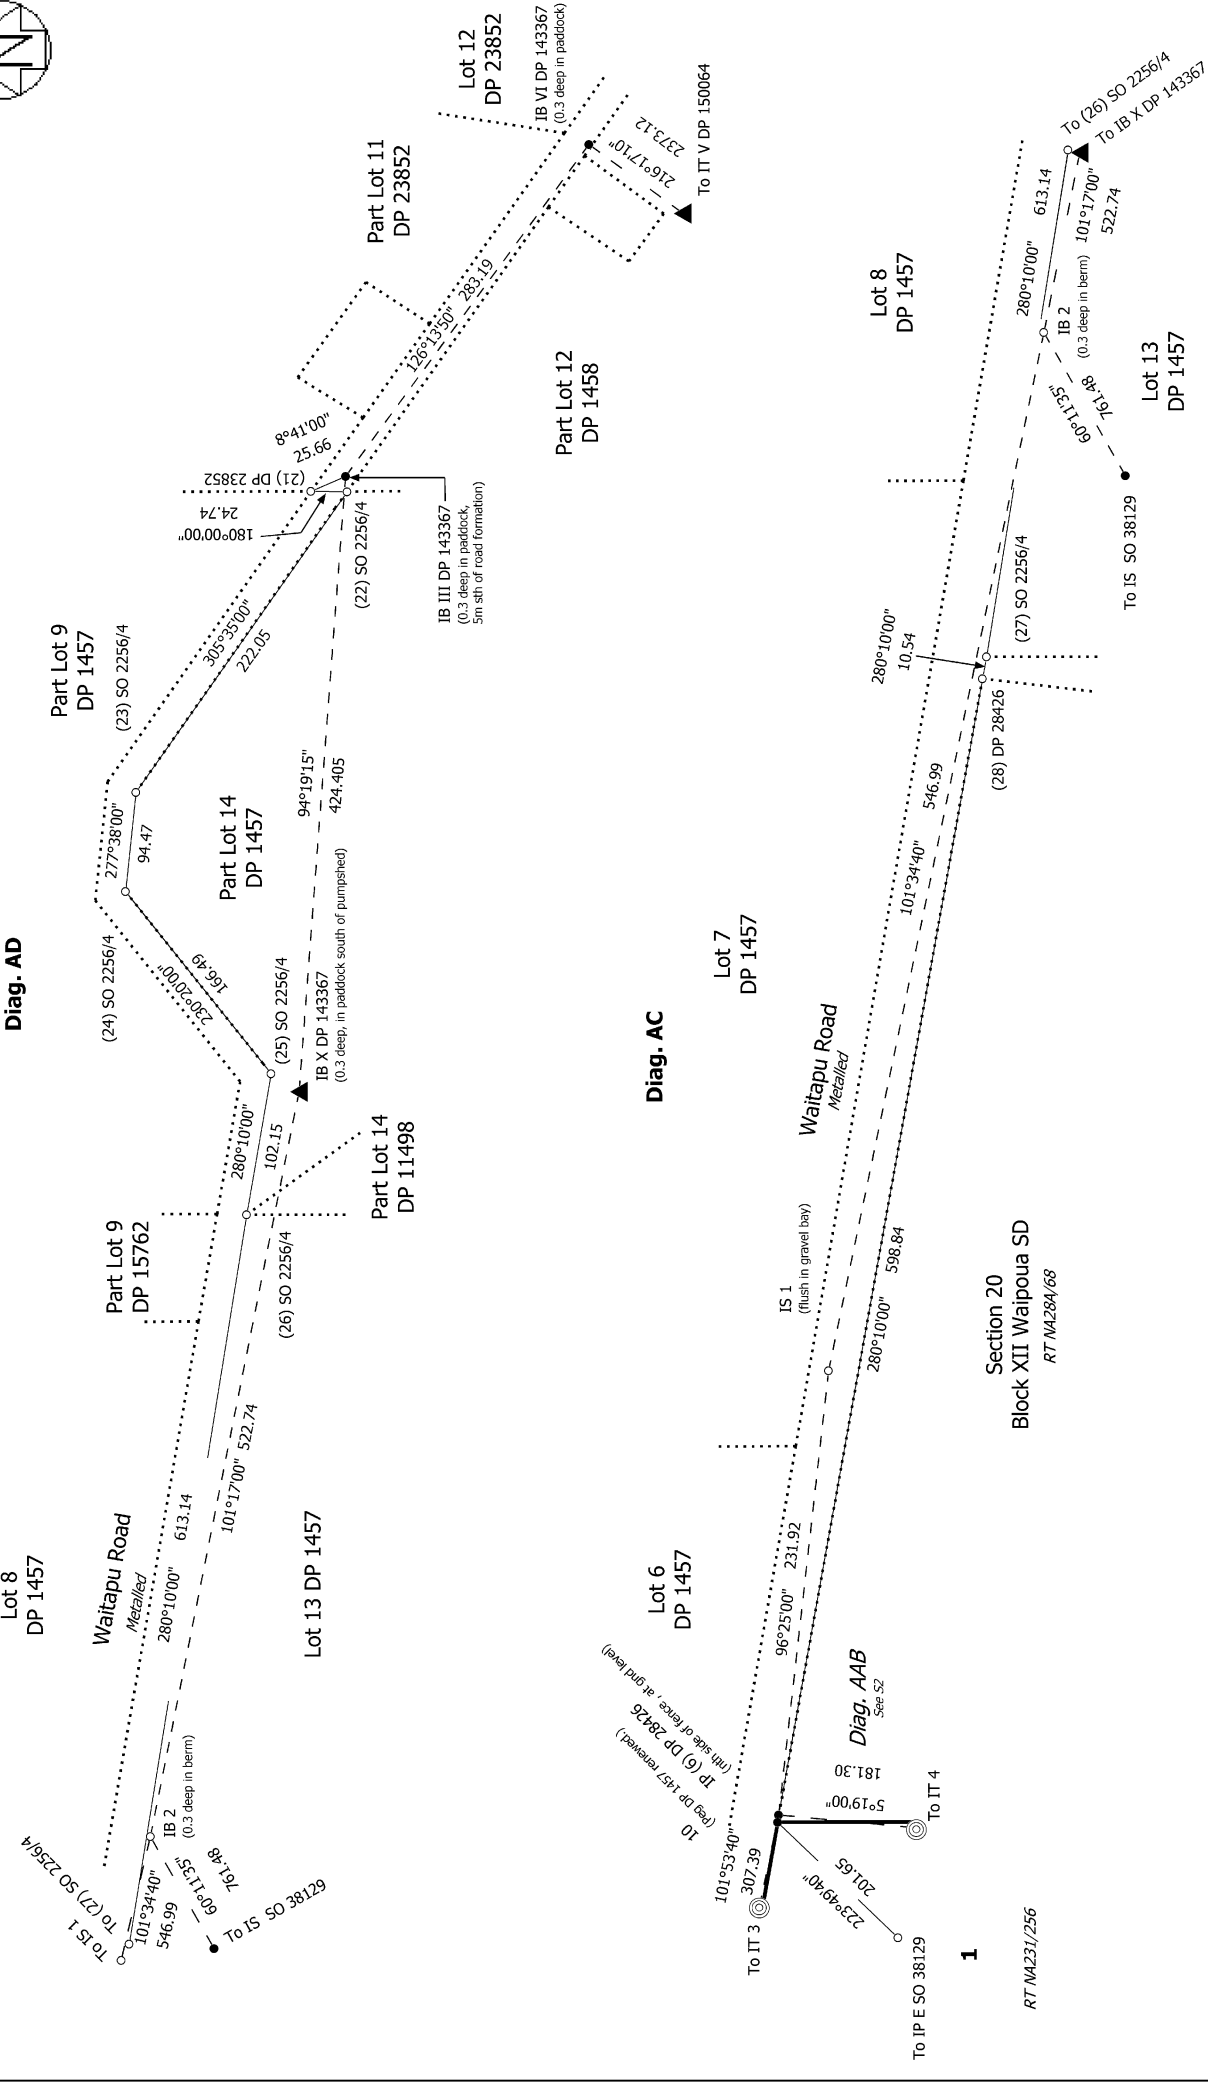 N
Diag. AD
Lot 8
DP 1457
Waitapu Road
Metalled
To IS 1
To (27) SO 2256/4
101°34'40"
546.99
60°11'35"
761.48
To IS  SO 38129
IB 2
(0.3 deep in berm)
280°10'00"
613.14
101°17'00"
522.74
Lot 13 DP 1457
Part Lot 9
DP 15762
(26) SO 2256/4
280°10'00"
102.15
Part Lot 14
DP 11498
(25) SO 2256/4
IB X DP 143367
(0.3 deep, in paddock south of pumpshed)
(24) SO 2256/4
230°20'00"
166.49
277°38'00"
94.47
Part Lot 14
DP 1457
94°19'15"
424.405
Part Lot 9
DP 1457
(23) SO 2256/4
305°35'00"
222.05
180°00'00"
24.74
(21) DP 23852
(22) SO 2256/4
IB III DP 143367
(0.3 deep in paddock,
5m sth of road formation)
8°41'00"
25.66
126°13'50"
283.19
Part Lot 12
DP 1458
Part Lot 11
DP 23852
Lot 12
DP 23852
IB VI DP 143367
(0.3 deep in paddock)
216°17'10"
2373.12
To IT V DP 150064
Diag. AC
Lot 6
DP 1457
10
(Peg DP 1457 renewed,)
IP (6) DP 28426
(nth side of fence, at gnd level)
101°53'40"
307.39
To IT 3
96°25'00"
231.92
Diag. AAB
See S2
5°19'00"
181.30
To IT 4
223°49'40"
201.65
To IP E SO 38129
1
RT NA231/256
IS 1
(flush in gravel bay)
Waitapu Road
Metalled
280°10'00"
598.84
Section 20
Block XII Waipoua SD
RT NA28A/68
Lot 7
DP 1457
101°34'40"
546.99
(28) DP 28426
280°10'00"
10.54
(27) SO 2256/4
Lot 8
DP 1457
To IS  SO 38129
60°11'35"
761.48
IB 2
(0.3 deep in berm)
280°10'00"
613.14
101°17'00"
522.74
Lot 13
DP 1457
To (26) SO 2256/4
To IB X DP 143367